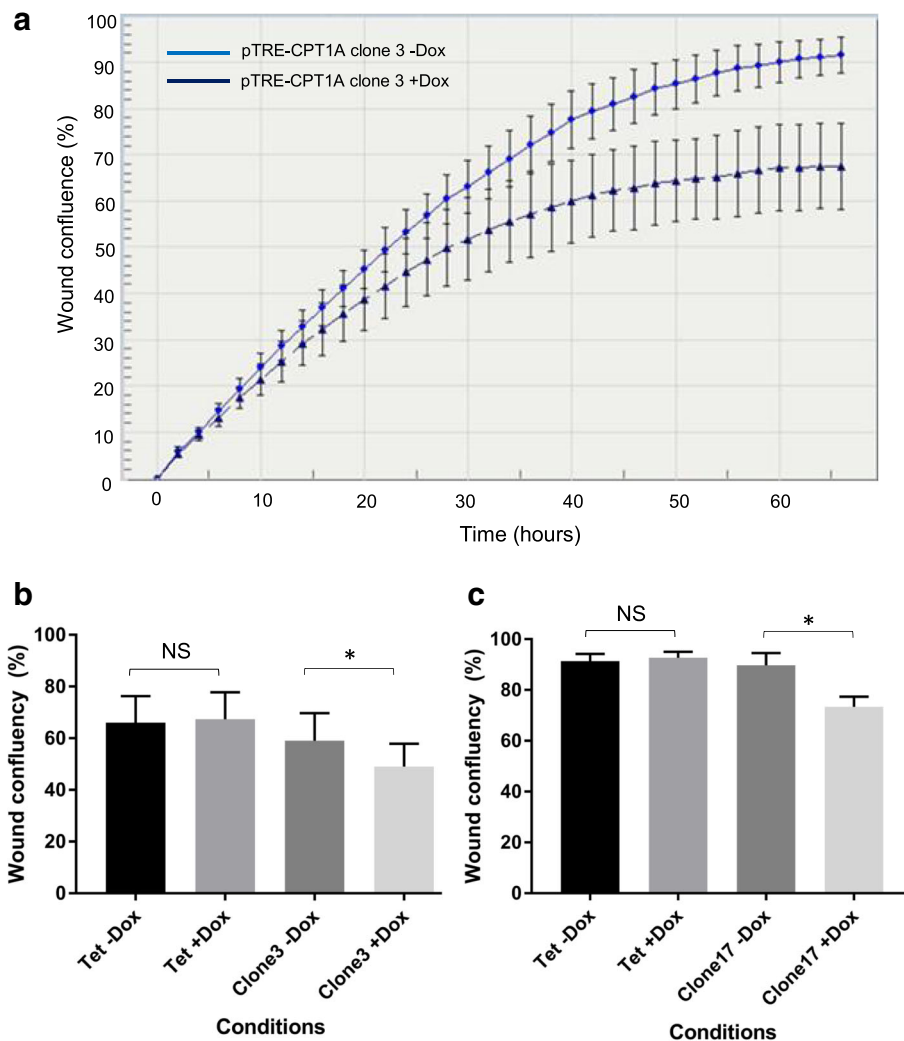 a
100
90
80
70
60
50
40
30
20
10
0
Wound confluence (%)
pTRE-CPT1A clone 3 -Dox
pTRE-CPT1A clone 3 +Dox
0 10 20 30 40 50 60
Time (hours)
b
100
80
60
40
20
0
Wound confluency (%)
NS
*
Tet -Dox
Tet +Dox
Clone3 -Dox
Clone3 +Dox
Conditions
c
100
80
60
40
20
0
Wound confluency (%)
NS
*
Tet -Dox
Tet +Dox
Clone17 -Dox
Clone17 +Dox
Conditions